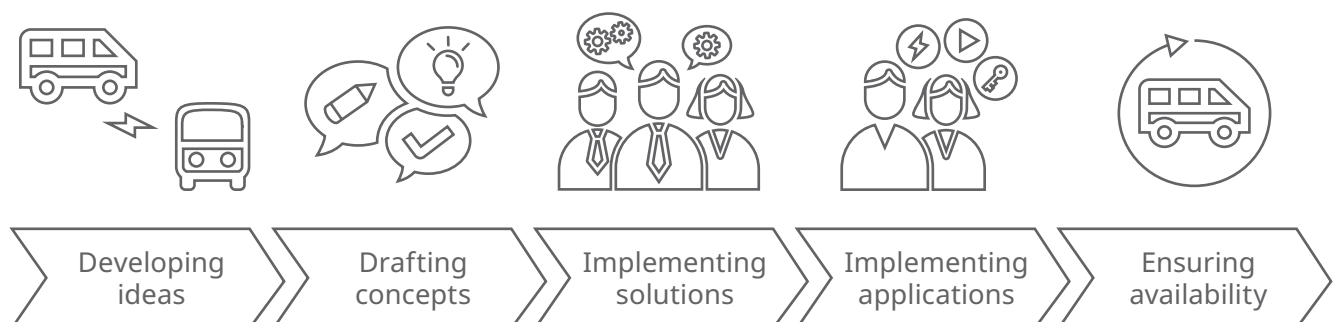 Developing
ideas
Drafting
concepts
Implementing
solutions
Implementing
applications
Ensuring
availability